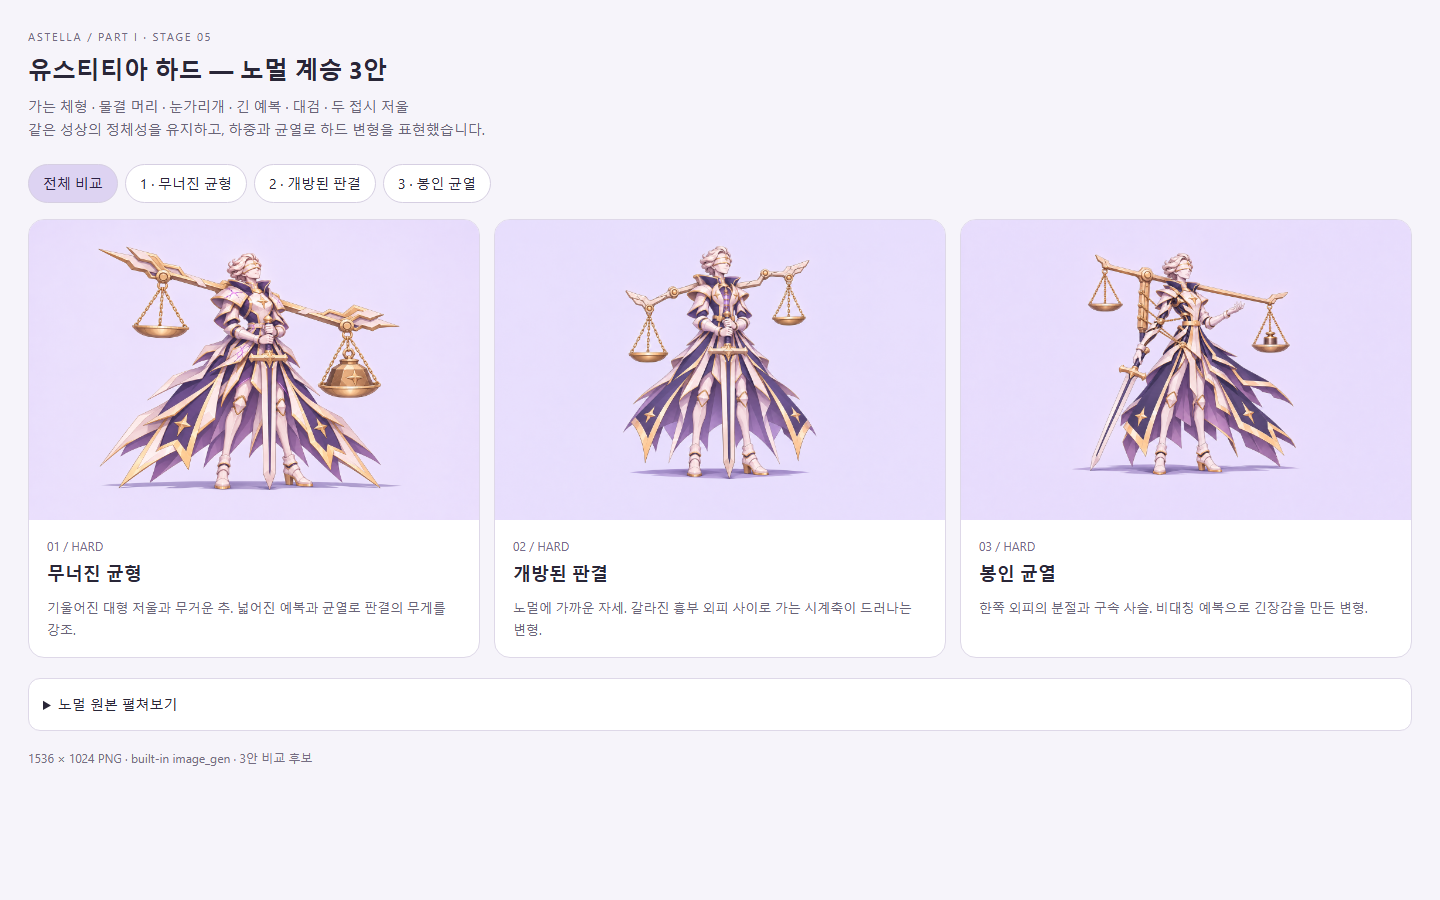 ASTELLA / PART I · STAGE 05
유스티티아 하드 — 노멀 계승 3안
가는 체형 · 물결 머리 · 눈가리개 · 긴 예복 · 대검 · 두 접시 저울
같은 성상의 정체성을 유지하고, 하중과 균열로 하드 변형을 표현했습니다.
전체 비교
1 · 무너진 균형
2 · 개방된 판결
3 · 봉인 균열
01 / HARD
무너진 균형
기울어진 대형 저울과 무거운 추. 넓어진 예복과 균열로 판결의 무게를
강조.
02 / HARD
개방된 판결
노멀에 가까운 자세. 갈라진 흉부 외피 사이로 가는 시계축이 드러나는
변형.
03 / HARD
봉인 균열
한쪽 외피의 분절과 구속 사슬. 비대칭 예복으로 긴장감을 만든 변형.
▶ 노멀 원본 펼쳐보기
1536 × 1024 PNG · built-in image_gen · 3안 비교 후보